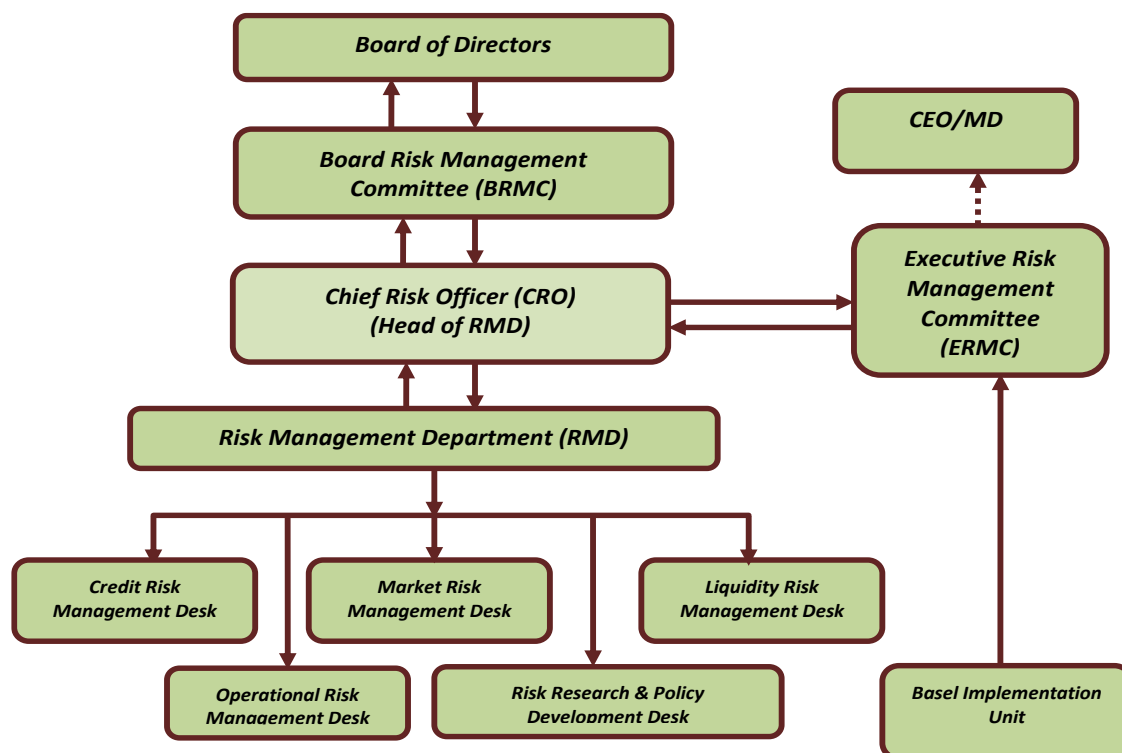 Board of Directors
CEO/MD
Board Risk Management
Committee (BRMC)
Executive Risk
Management
Committee
(ERMC)
Chief Risk Officer (CRO)
(Head of RMD)
Risk Management Department (RMD)
Credit Risk
Management Desk
Market Risk
Management Desk
Liquidity Risk
Management Desk
Operational Risk
Management Desk
Risk Research & Policy
Development Desk
Basel Implementation
Unit